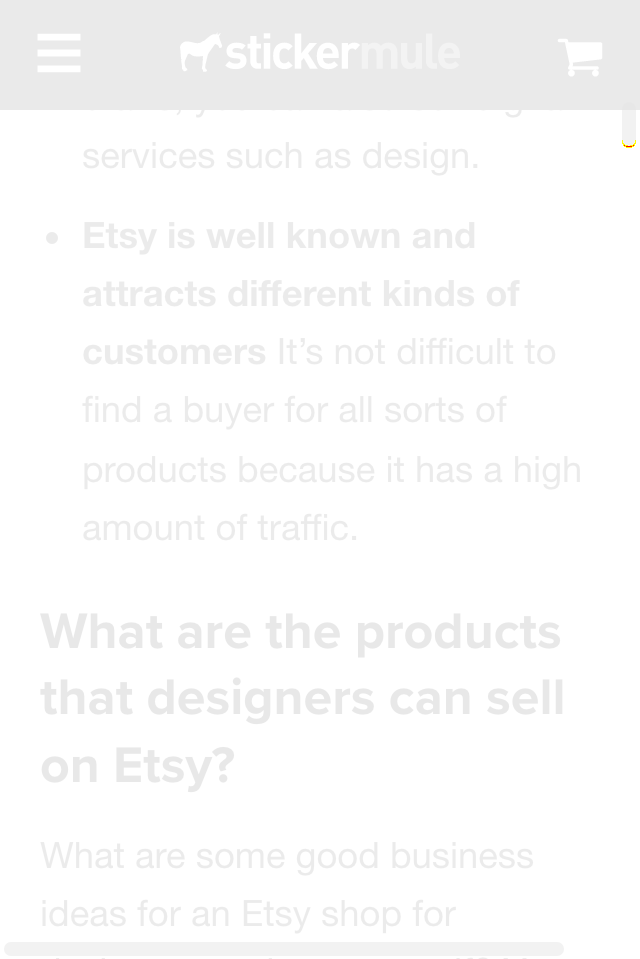 stickermule
services such as design.
• Etsy is well known and
attracts different kinds of
customers It’s not difficult to
find a buyer for all sorts of
products because it has a high
amount of traffic.
What are the products
that designers can sell
on Etsy?
What are some good business
ideas for an Etsy shop for